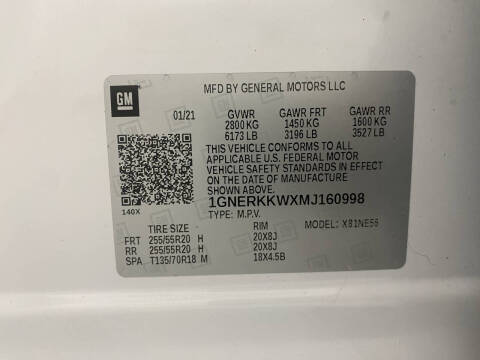 GM
MFD BY GENERAL MOTORS LLC
01/21 GVWR GAWR FRT GAWR RR
2800 KG 1450 KG 1600 KG
6173 LB 3196 LB 3527 LB
THIS VEHICLE CONFORMS TO ALL
APPLICABLE U.S. FEDERAL MOTOR
VEHICLE SAFETY STANDARDS IN EFFECT
ON THE DATE OF MANUFACTURE
SHOWN ABOVE.
1GNERKKWXMJ160998
140X TYPE: M.P.V. MODEL: X81NE56
TIRE SIZE RIM
FRT 255/55R20 H 20X8J
RR 255/55R20 H 20X8J
SPA T135/70R18 M 18X4.5B